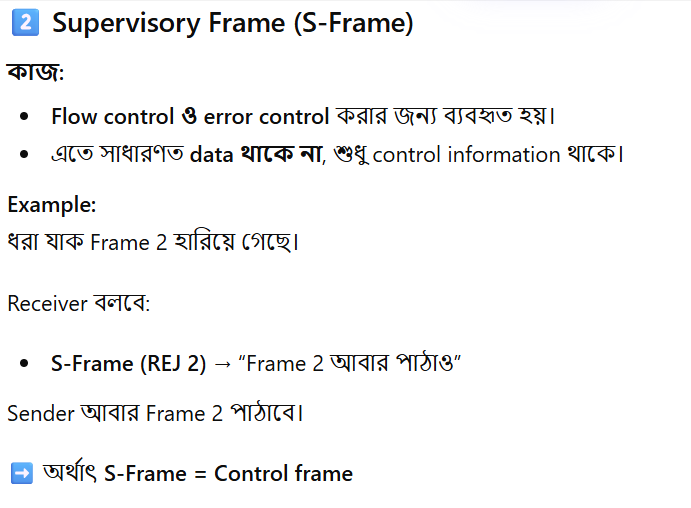 2 Supervisory Frame (S-Frame)
কাজ:
• Flow control ও error control করার জন্য ব্যবহৃত হয়।
• এতে সাধারণত data থাকে না, শুধু control information থাকে।
Example:
ধরা যাক Frame 2 হারিয়ে গেছে।
Receiver বলবে:
• S-Frame (REJ 2) → “Frame 2 আবার পাঠাও”
Sender আবার Frame 2 পাঠাবে।
➡ অর্থাৎ S-Frame = Control frame